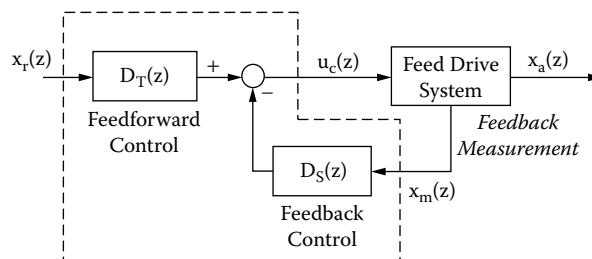 x_r(z)
D_T(z)
Feedforward
Control
+
−
u_c(z)
Feed Drive
System
x_a(z)
Feedback
Measurement
D_S(z)
Feedback
Control
x_m(z)